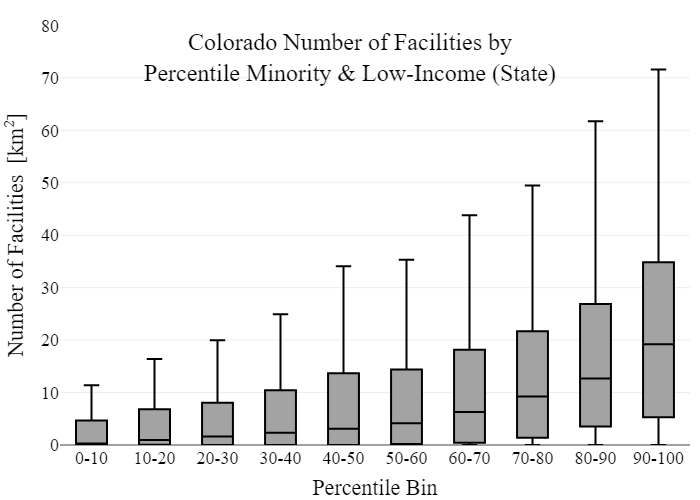 Colorado Number of Facilities by
Percentile Minority & Low-Income (State)
Number of Facilities [km²]
80
70
60
50
40
30
20
10
0
0-10 10-20 20-30 30-40 40-50 50-60 60-70 70-80 80-90 90-100
Percentile Bin